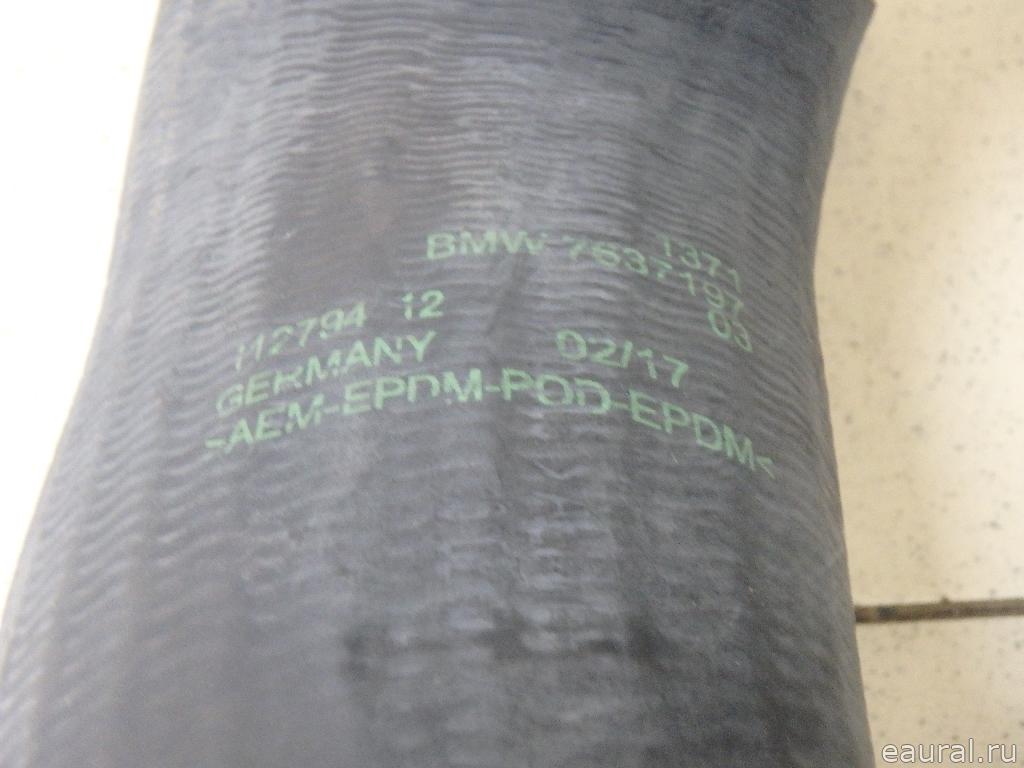 1371
BMW 7637197
03
112794 12
GERMANY 02/17
>AEM-EPDM-POD-EPDM<
eaural.ru